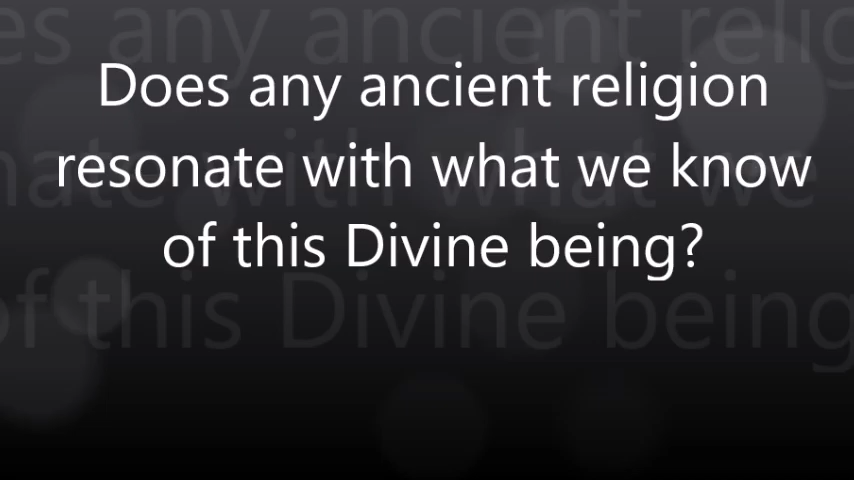 Does any ancient religion
resonate with what we know
of this Divine being?